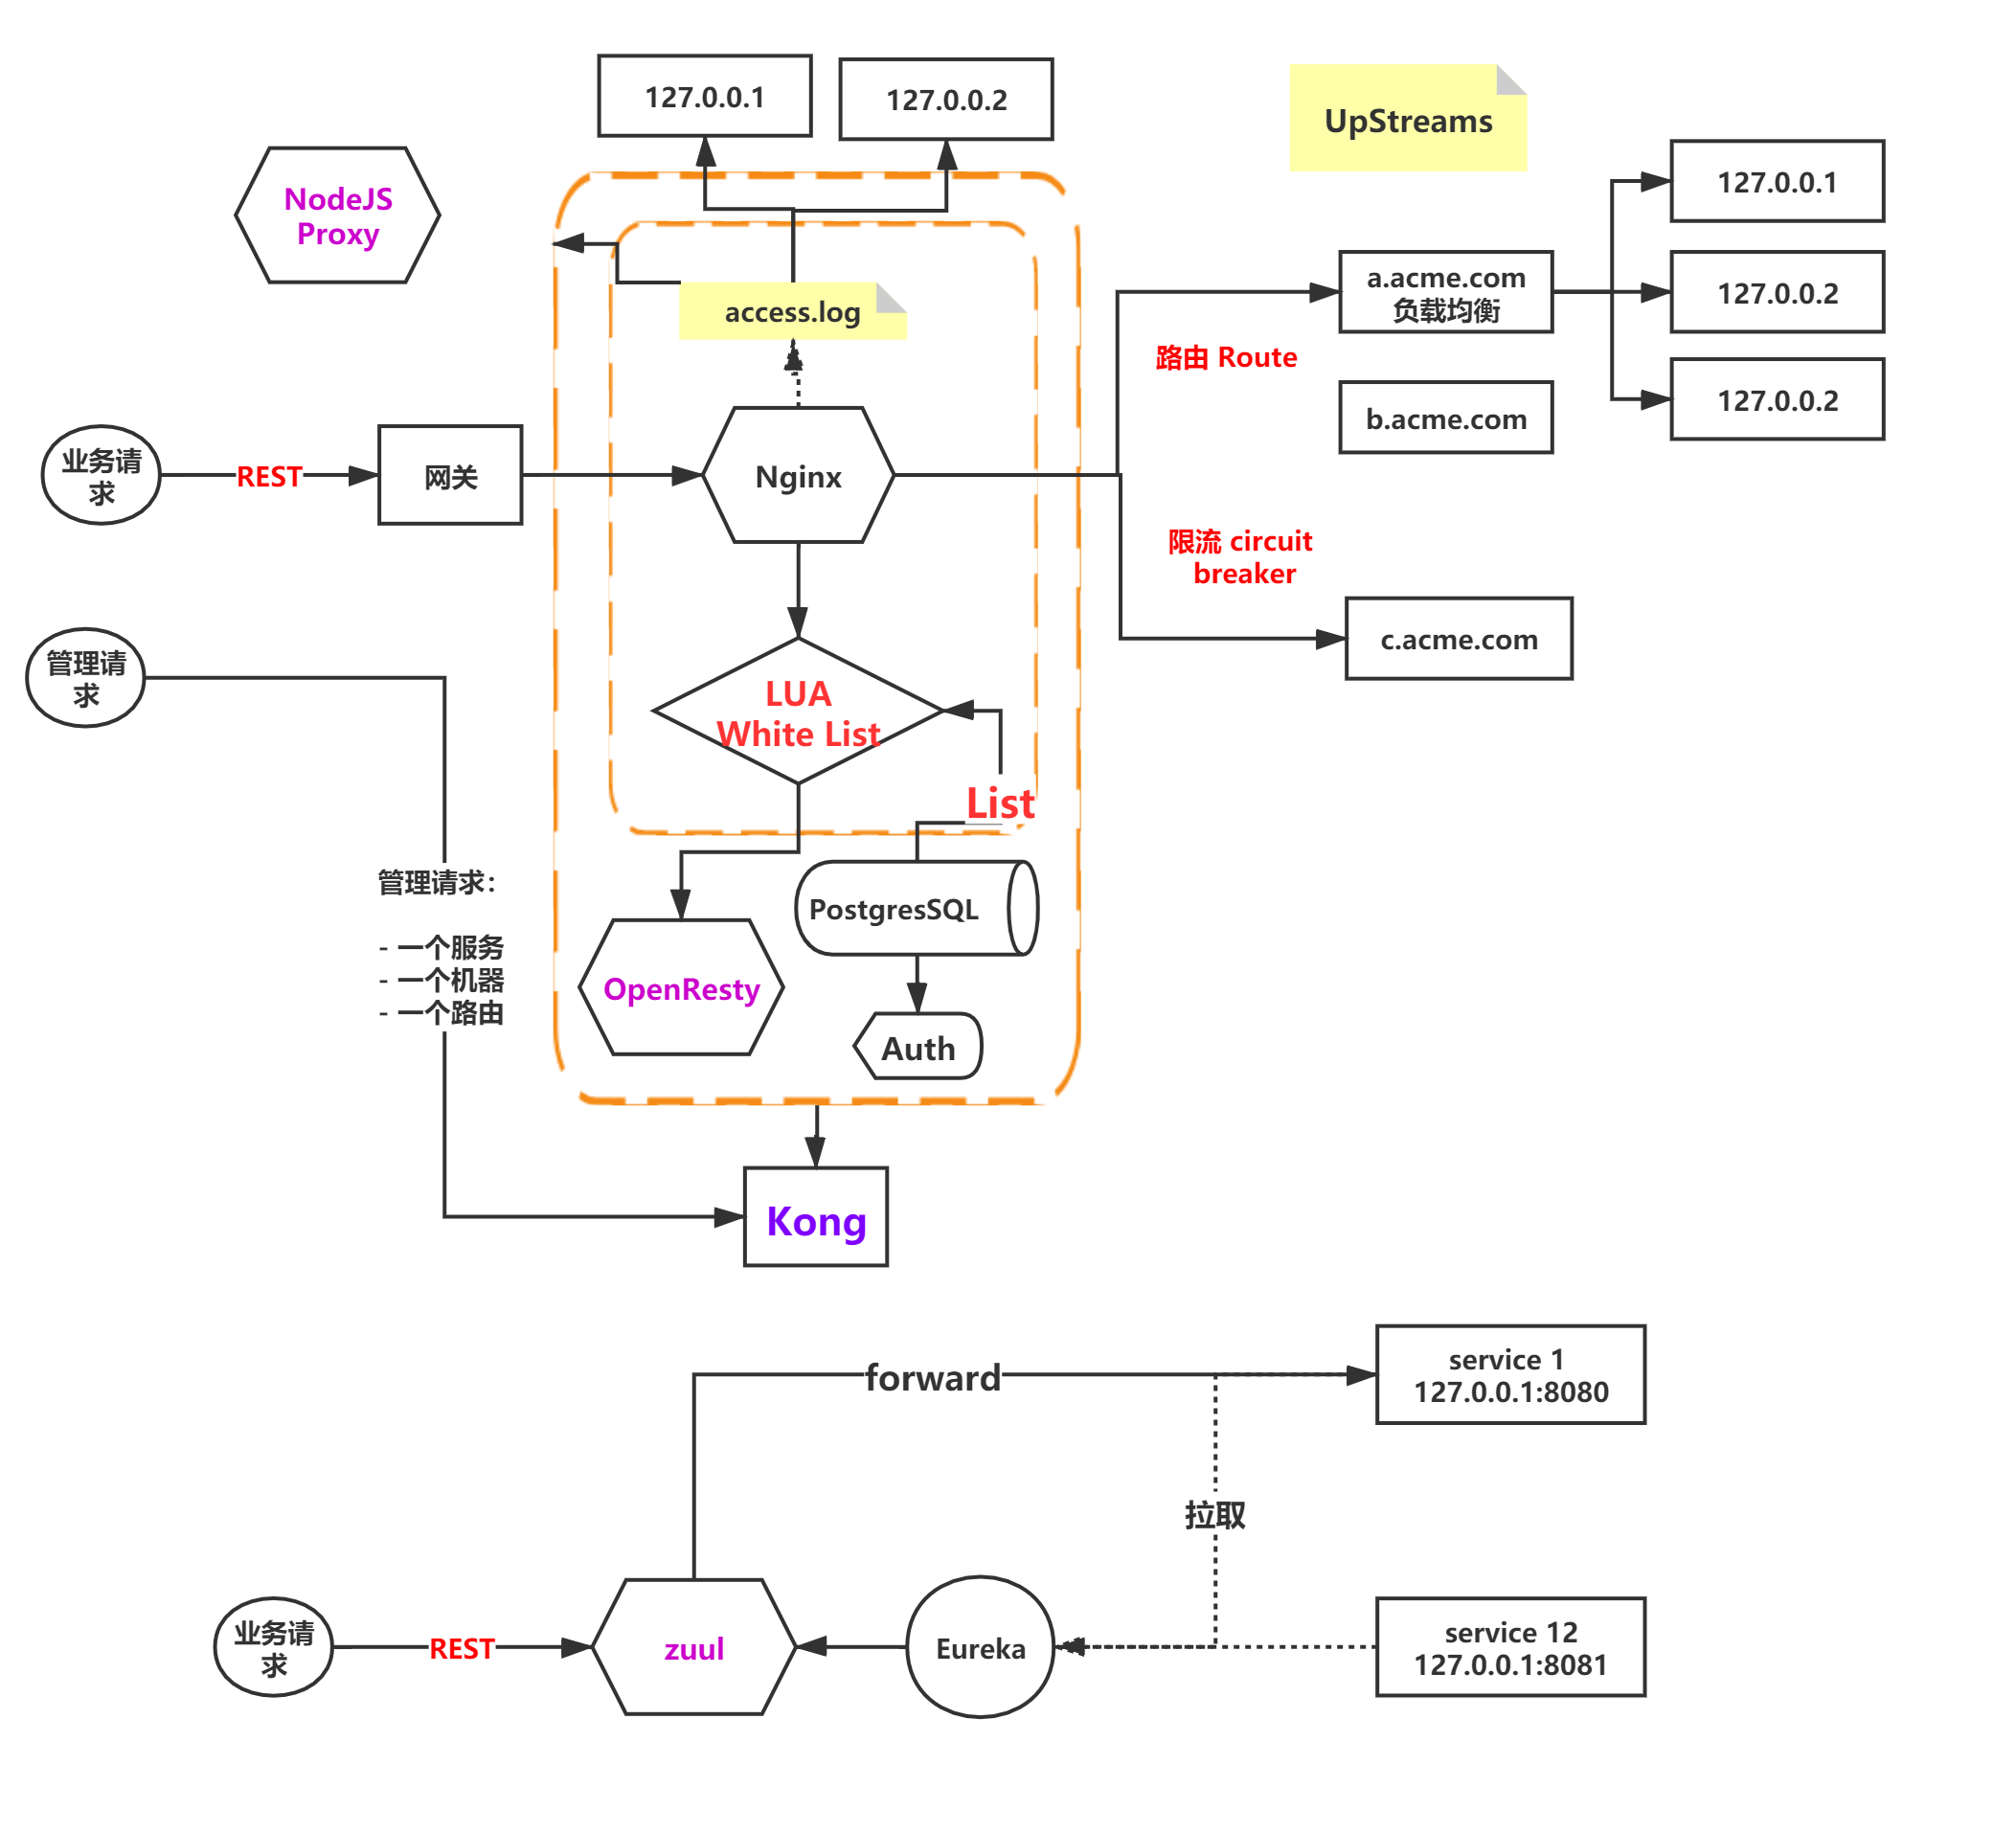 127.0.0.1
127.0.0.2
UpStreams
NodeJS
Proxy
127.0.0.1
a.acme.com
负载均衡
127.0.0.2
access.log
路由 Route
b.acme.com
127.0.0.2
业务请
求
REST
网关
Nginx
限流 circuit
breaker
c.acme.com
管理请
求
LUA
White List
List
管理请求：
- 一个服务
- 一个机器
- 一个路由
PostgresSQL
OpenResty
Auth
Kong
forward
service 1
127.0.0.1:8080
拉取
业务请
求
REST
zuul
Eureka
service 12
127.0.0.1:8081